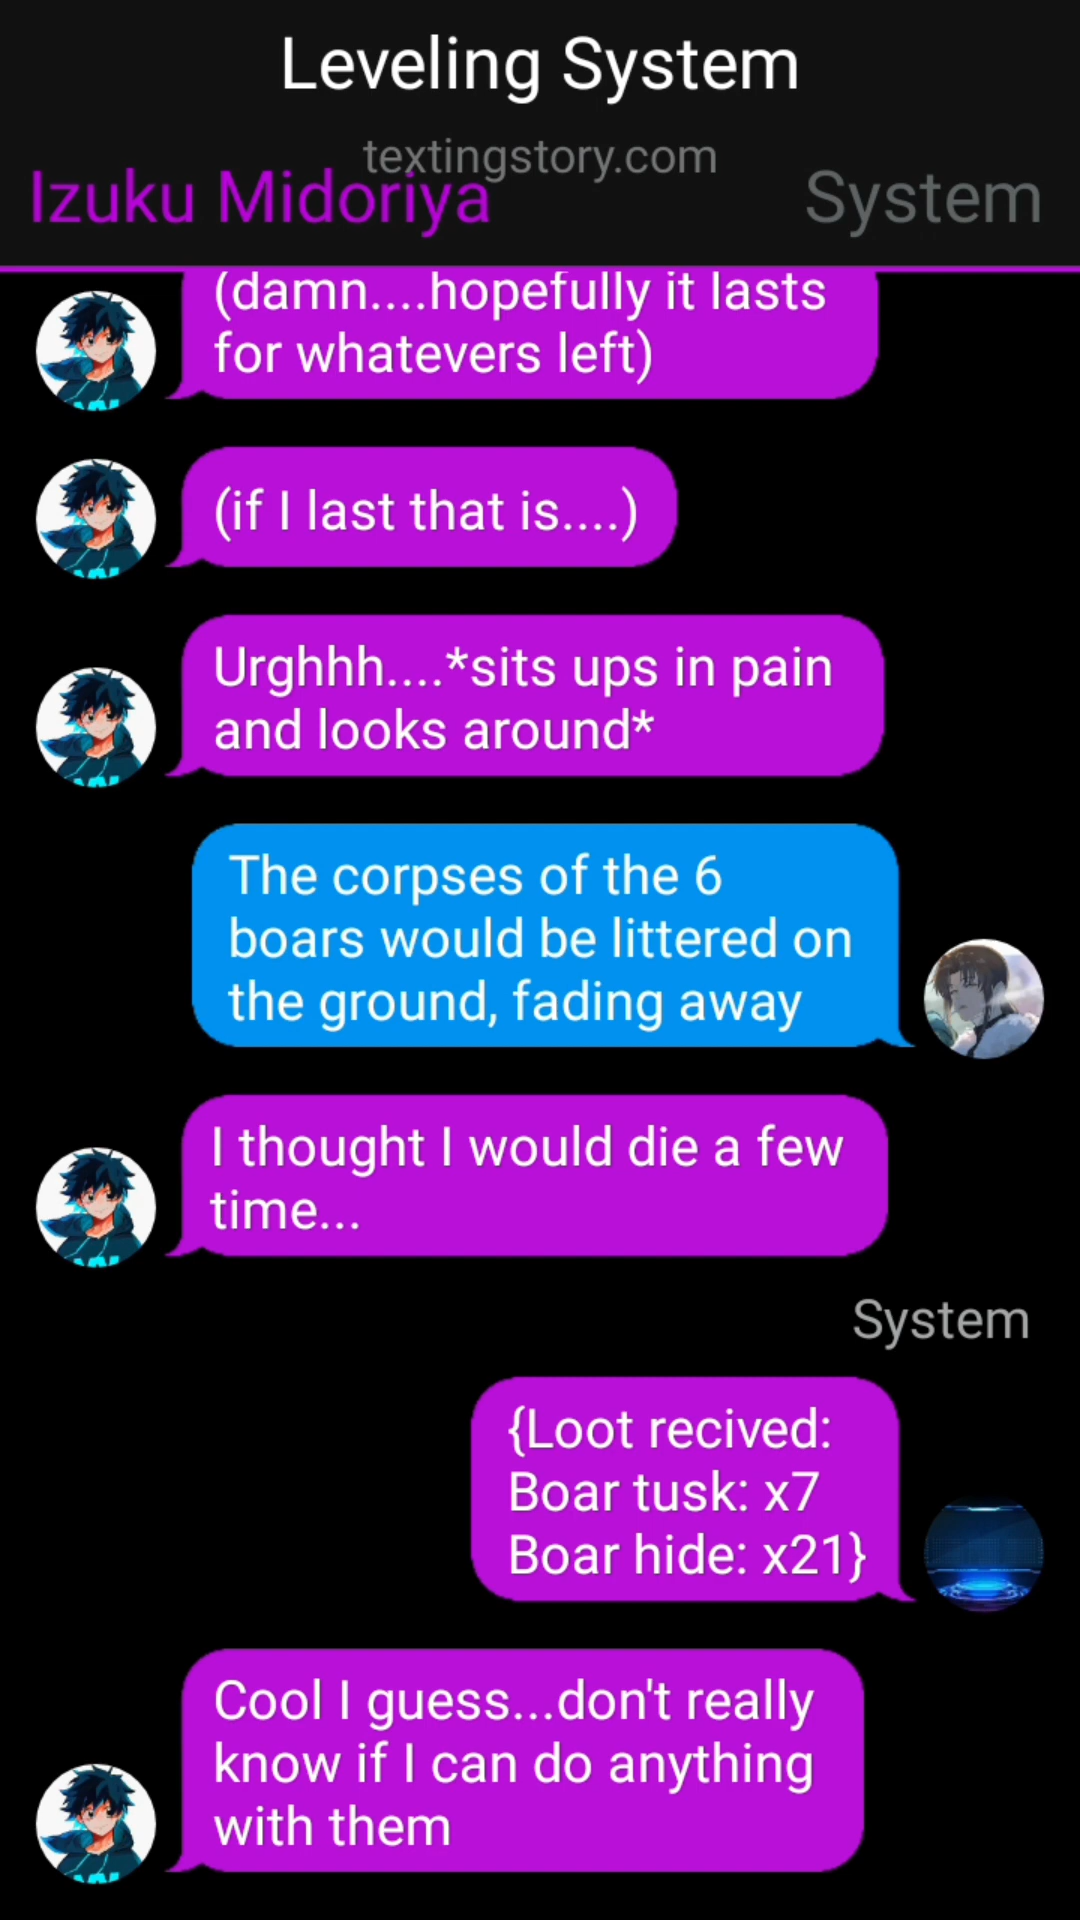 Leveling System
textingstory.com
Izuku Midoriya
System
(damn....hopefully it lasts
for whatevers left)
(if I last that is....)
Urghhh....*sits ups in pain
and looks around*
The corpses of the 6
boars would be littered on
the ground, fading away
I thought I would die a few
time...
System
{Loot recived:
Boar tusk: x7
Boar hide: x21}
Cool I guess...don't really
know if I can do anything
with them